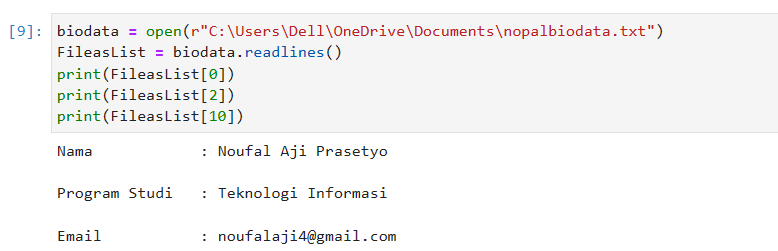 [9]: biodata = open(r"C:\Users\Dell\OneDrive\Documents\nopalbiodata.txt")
FileasList = biodata.readlines()
print(FileasList[0])
print(FileasList[2])
print(FileasList[10])
Nama : Noufal Aji Prasetyo
Program Studi : Teknologi Informasi
Email : noufalaji4@gmail.com